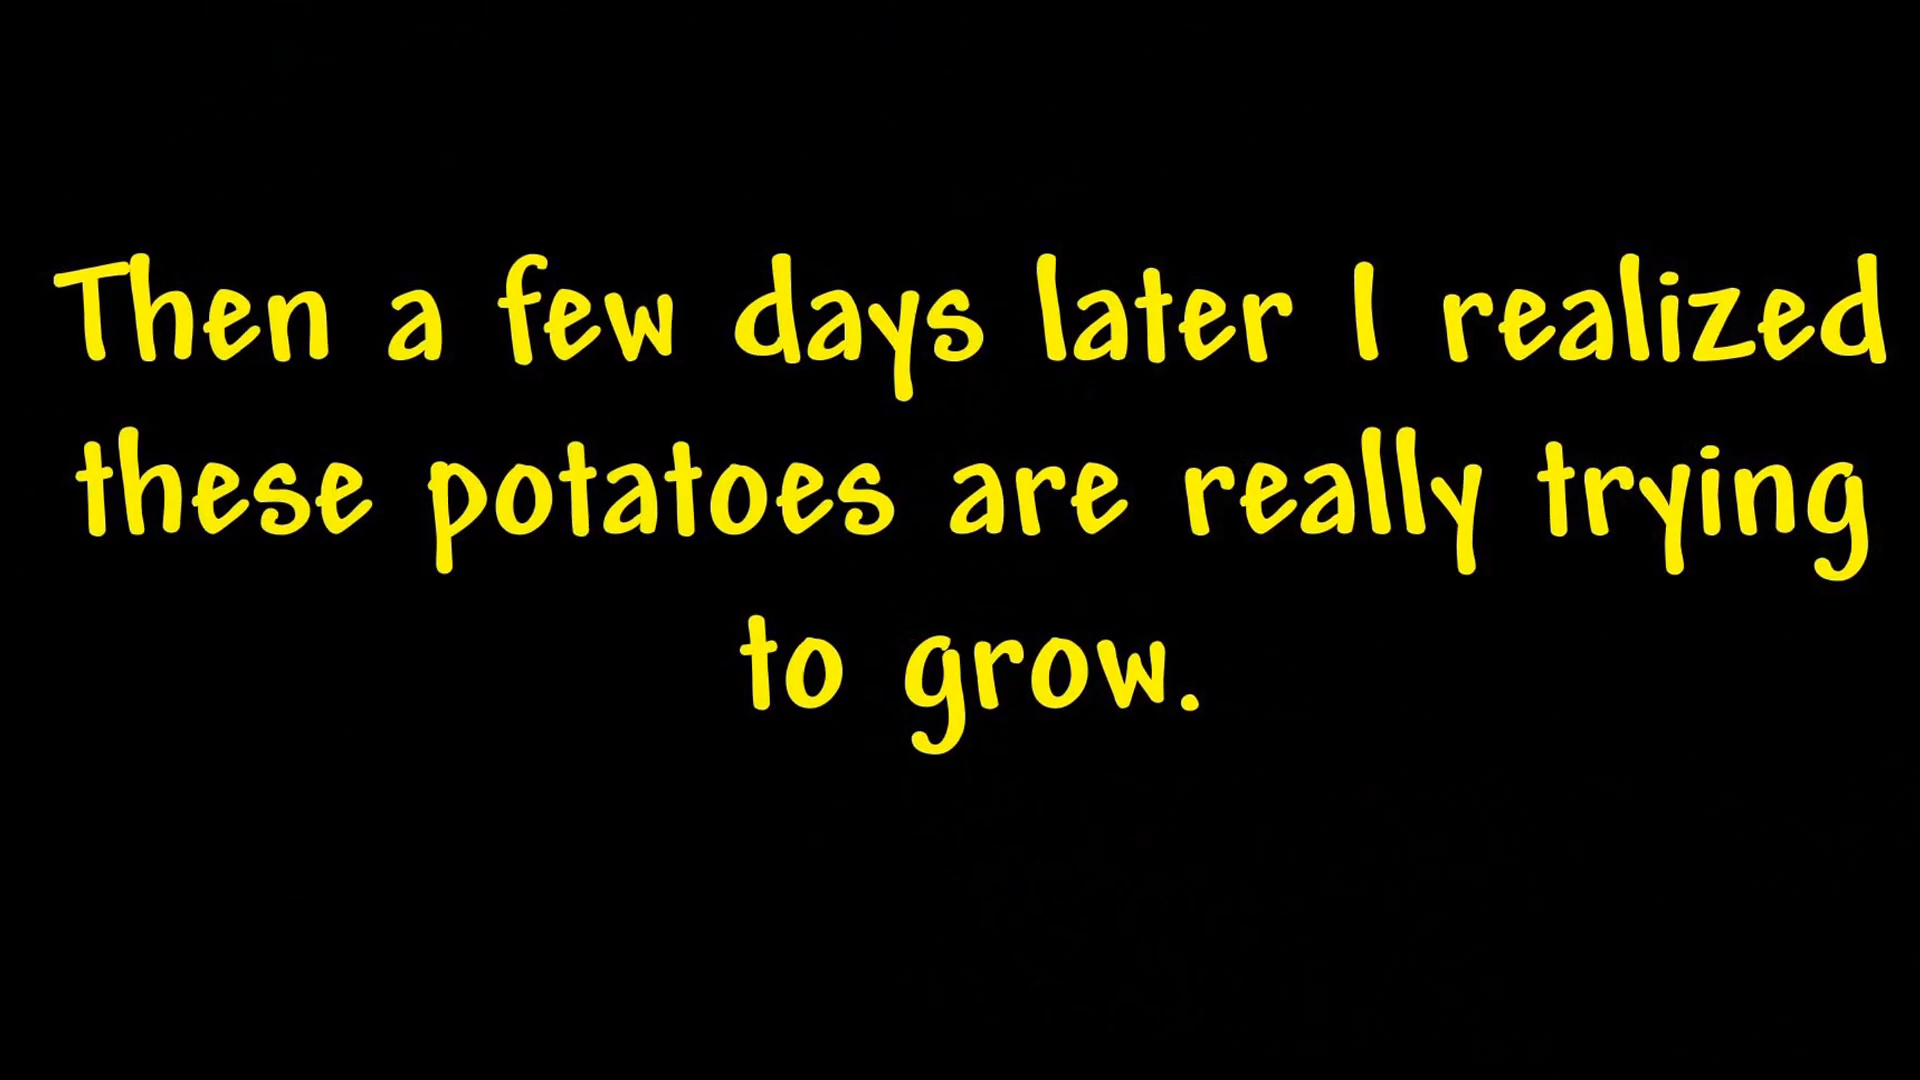 Then a few days later I realized
these potatoes are really trying
to grow.